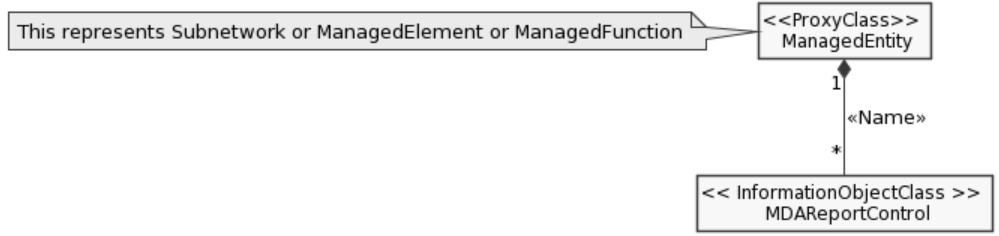 This represents Subnetwork or ManagedElement or ManagedFunction
<<ProxyClass>>
ManagedEntity
1
«Name»
*
<< InformationObjectClass >>
MDAReportControl